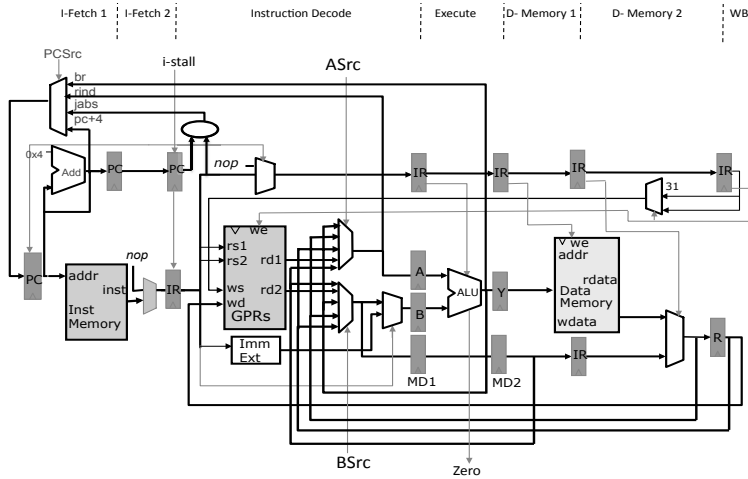 I-Fetch 1 I-Fetch 2 Instruction Decode Execute D- Memory 1 D- Memory 2 WB
PCSrc
i-stall
ASrc
br
rind
jabs
pc+4
0x4
Add
PC
PC
nop
IR
IR
IR
IR
31
we
rs1
rs2
rd1
ws
rd2
wd
GPRs
we
addr
rdata
Data
Memory
wdata
PC
addr
inst
Inst
Memory
nop
IR
A
B
ALU
Y
Imm
Ext
MD1
MD2
IR
R
BSrc
Zero